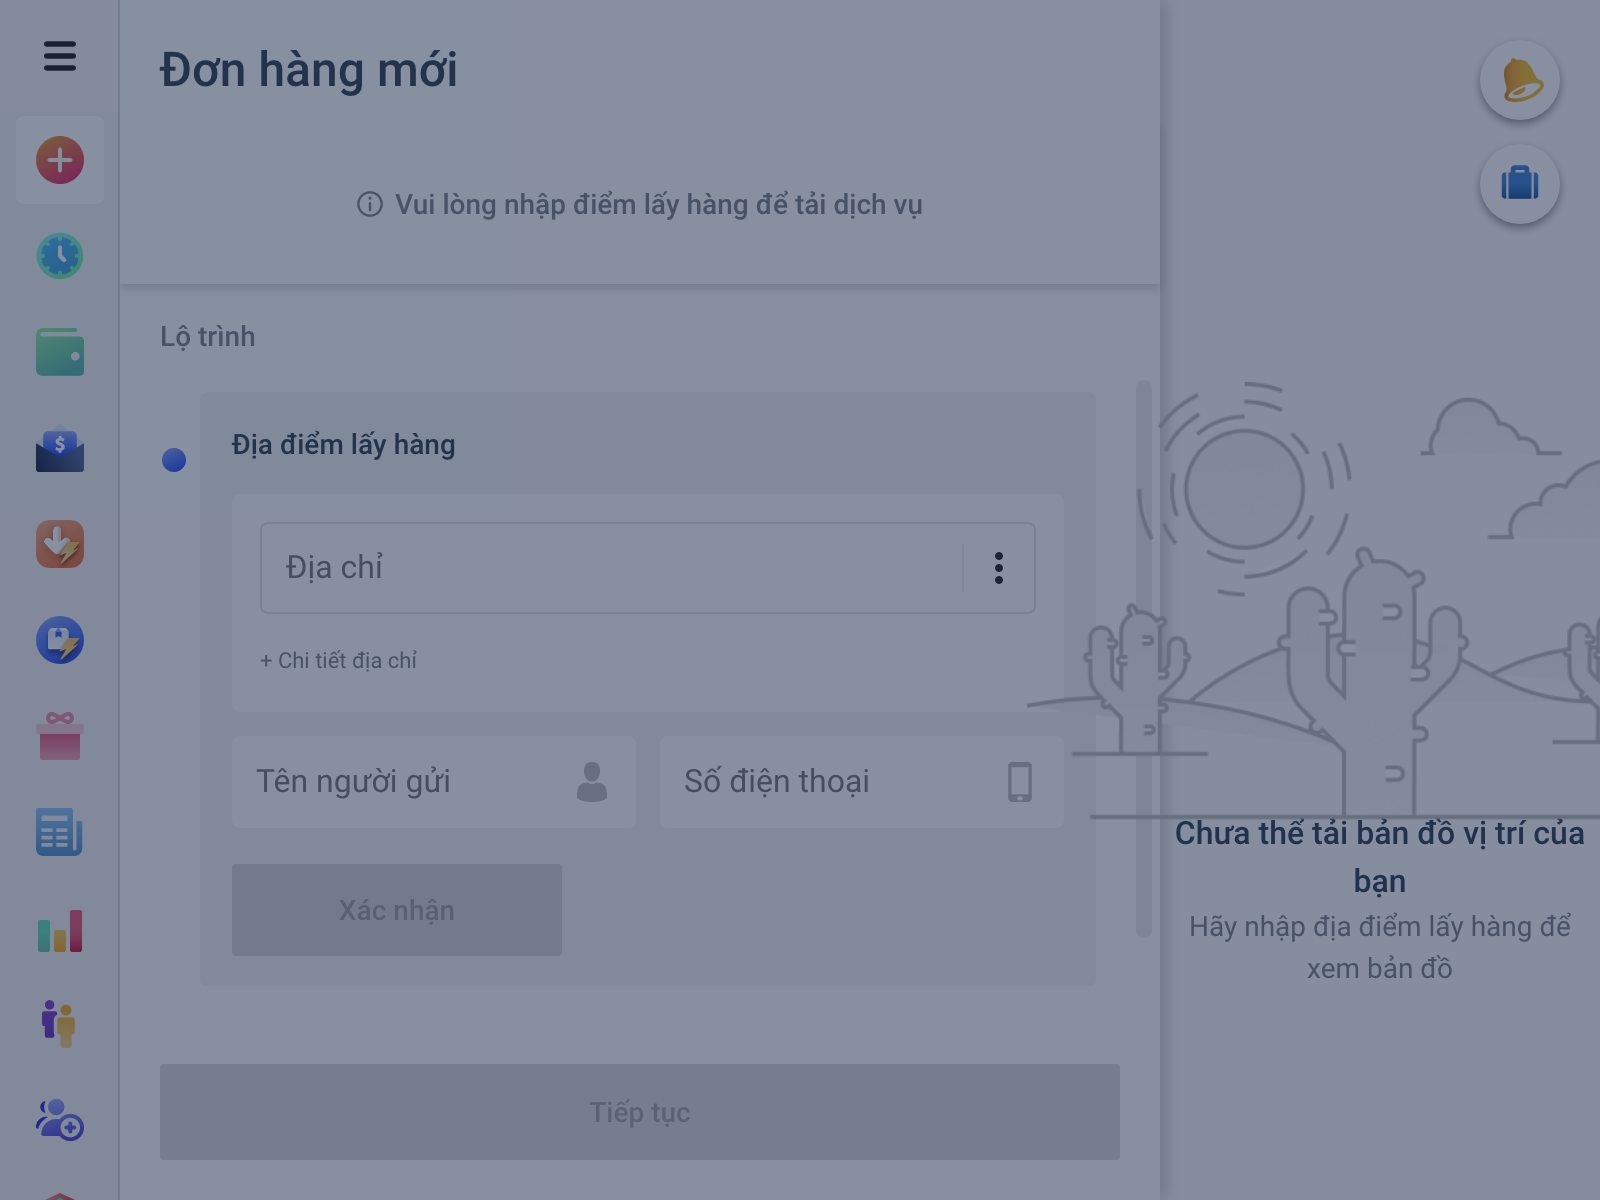 Đơn hàng mới
Vui lòng nhập điểm lấy hàng để tải dịch vụ
Lộ trình
Địa điểm lấy hàng
Địa chỉ
+ Chi tiết địa chỉ
Tên người gửi
Số điện thoại
Xác nhận
Tiếp tục
Chưa thể tải bản đồ vị trí của
bạn
Hãy nhập địa điểm lấy hàng để
xem bản đồ